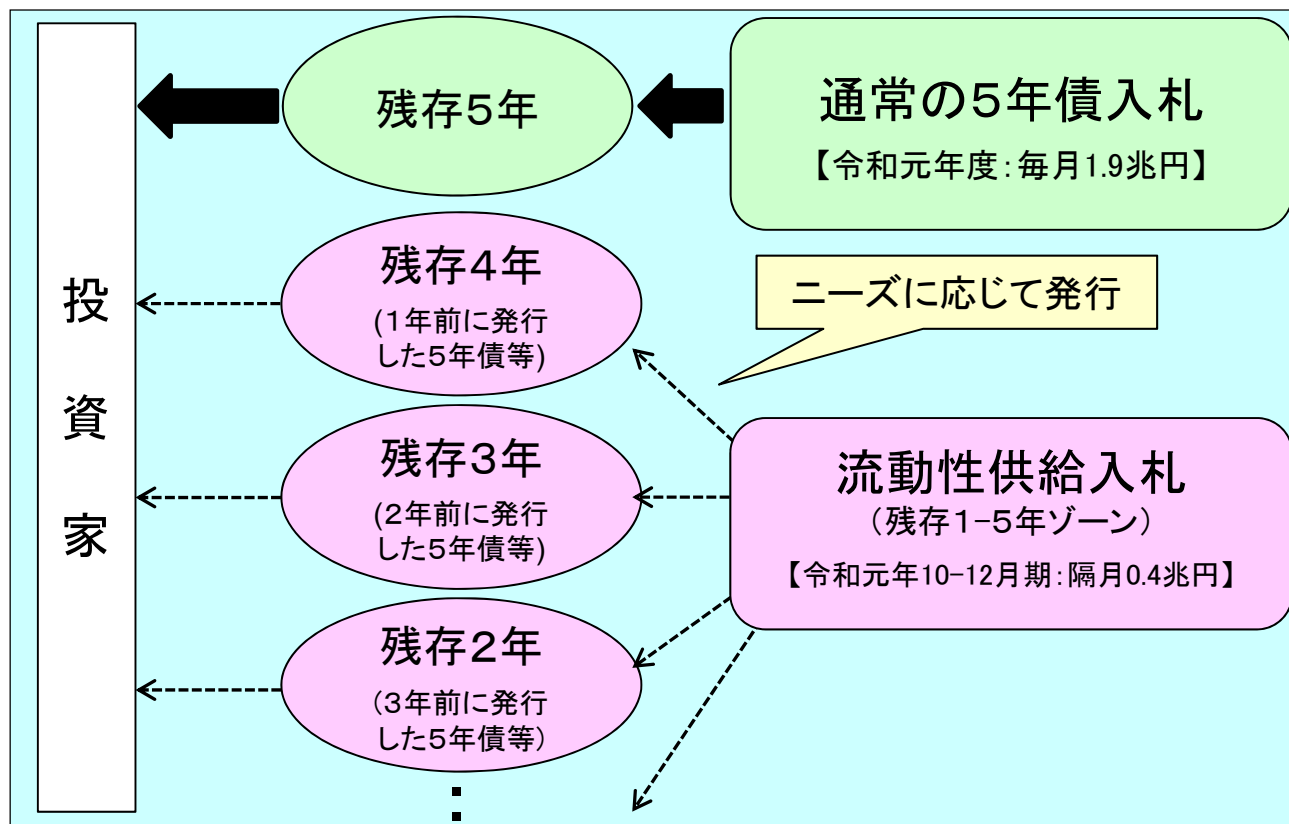 投資家
残存5年
通常の5年債入札
【令和元年度：毎月1.9兆円】
残存4年
(1年前に発行
した5年債等)
ニーズに応じて発行
残存3年
(2年前に発行
した5年債等)
流動性供給入札
（残存1-5年ゾーン）
【令和元年10-12月期：隔月0.4兆円】
残存2年
（3年前に発行
した5年債等）